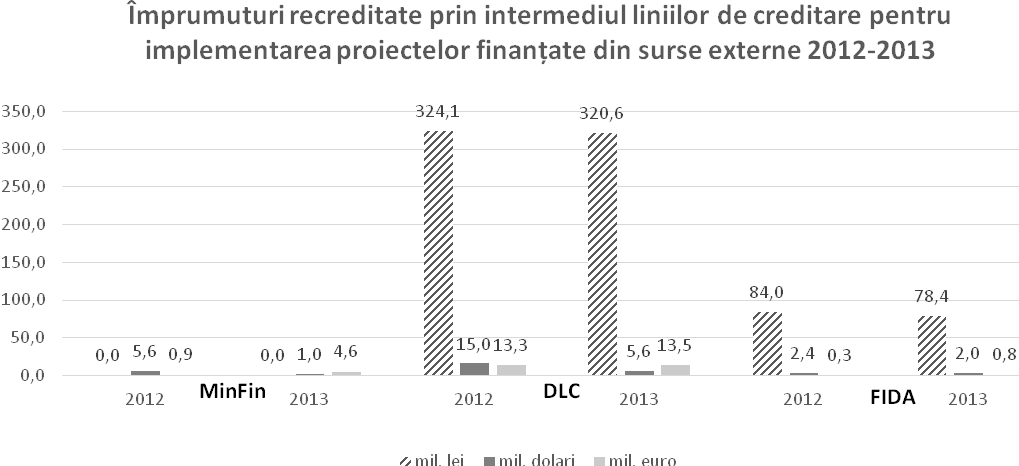 Împrumuturi recreditate prin intermediul liniilor de creditare pentru
implementarea proiectelor finanțate din surse externe 2012-2013
350,0
300,0
250,0
200,0
150,0
100,0
50,0
0,0
0,0 5,6 0,9
0,0 1,0 4,6
324,1 15,0 13,3
320,6 5,6 13,5
84,0 2,4 0,3
78,4 2,0 0,8
2012 2013 2012 2013 2012 2013
MinFin DLC FIDA
mil. lei mil. dolari mil. euro